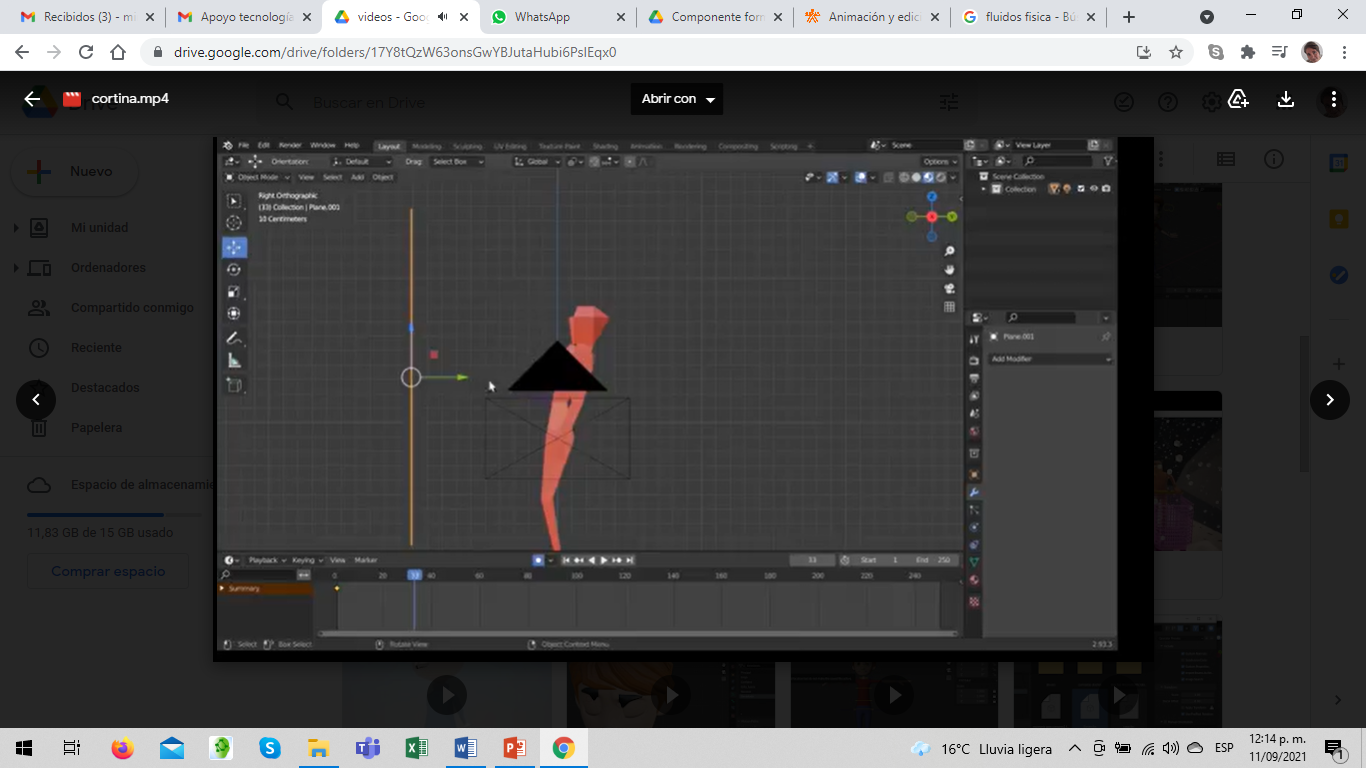 Recibidos (3) - mi
Apoyo tecnología
videos - Goo
WhatsApp
Componente for
Animación y edic
fluidos fisica - Bú
drive.google.com/drive/folders/17Y8tQzW63onsGwYBJutaHubi6PslEqx0
cortina.mp4
Buscar en Drive
Abrir con
Nuevo
Mi unidad
Ordenadores
Compartido conmigo
Reciente
Destacados
Papelera
Espacio de almacenamie
11,83 GB de 15 GB usado
Comprar espacio
File Edit Render Window Help Layout Modeling Sculpting UV Editing Texture Paint Shading Animation Rendering Compositing Scripting +
Scene
View Layer
Orientation: Default Drag: Select Box Global Options
Object Mode View Select Add Object
Right Orthographic
(33) Collection | Plane.001
10 Centimeters
Scene Collection
Collection
Plane.001
Add Modifier
Playback Keying View Marker
33 Start 1 End 250
0 20 33 40 60 80 100 120 140 160 180 200 220 240
Summary
Select Box Select Rotate View Object Context Menu
2.93.3
16°C Lluvia ligera
ESP
12:14 p. m.
11/09/2021
1